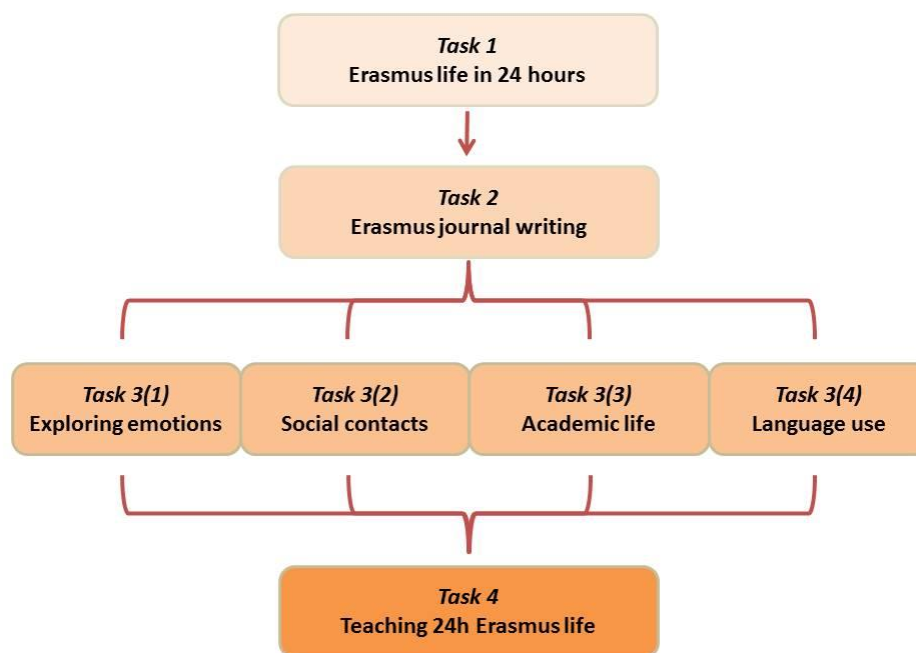 Task 1
Erasmus life in 24 hours
Task 2
Erasmus journal writing
Task 3(1)
Exploring emotions
Task 3(2)
Social contacts
Task 3(3)
Academic life
Task 3(4)
Language use
Task 4
Teaching 24h Erasmus life